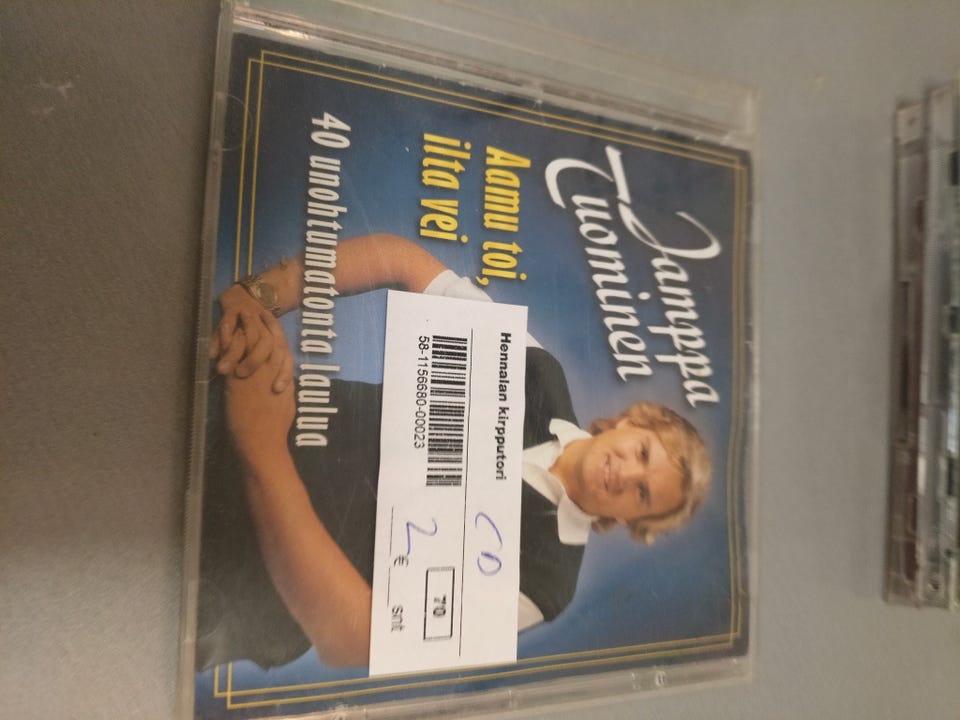 Jamppa
Tuominen
Aamu toi,
ilta vei
40 unohtumatonta laulua
Hennalan kirpputori
CD
58-1156680-00023
70
2 € snt